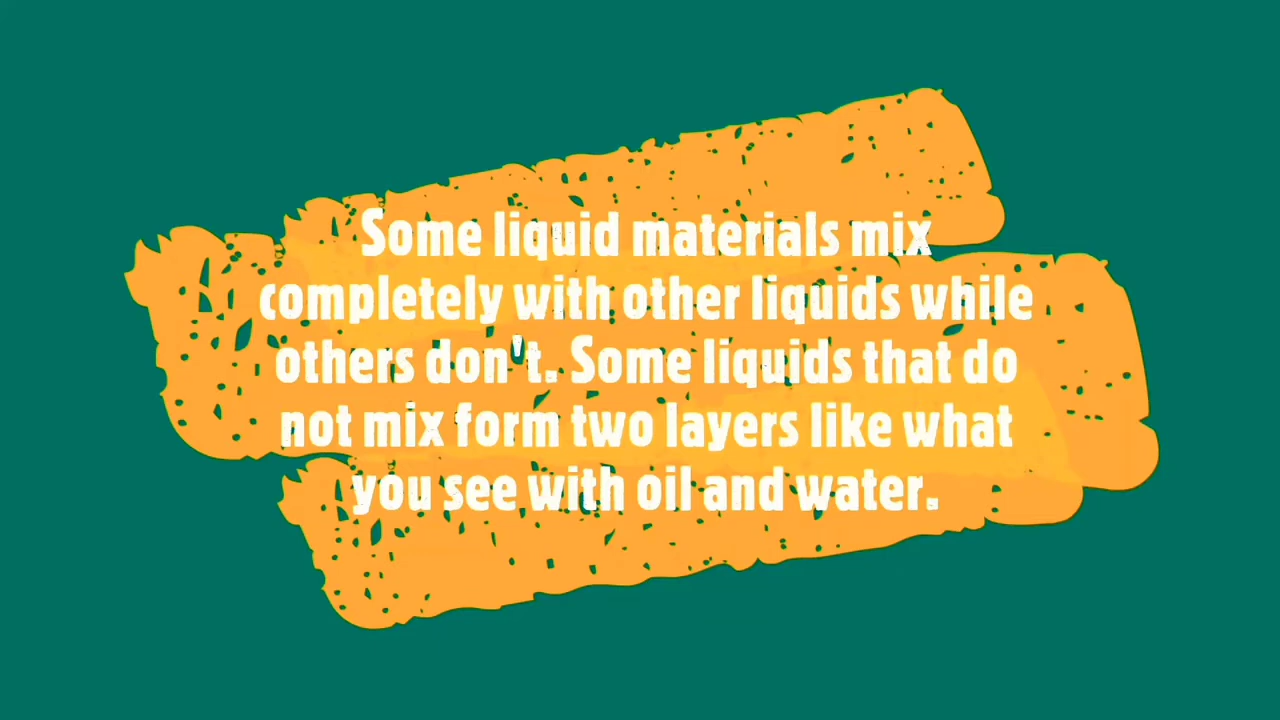 Some liquid materials mix
completely with other liquids while
others don't. Some liquids that do
not mix form two layers like what
you see with oil and water.